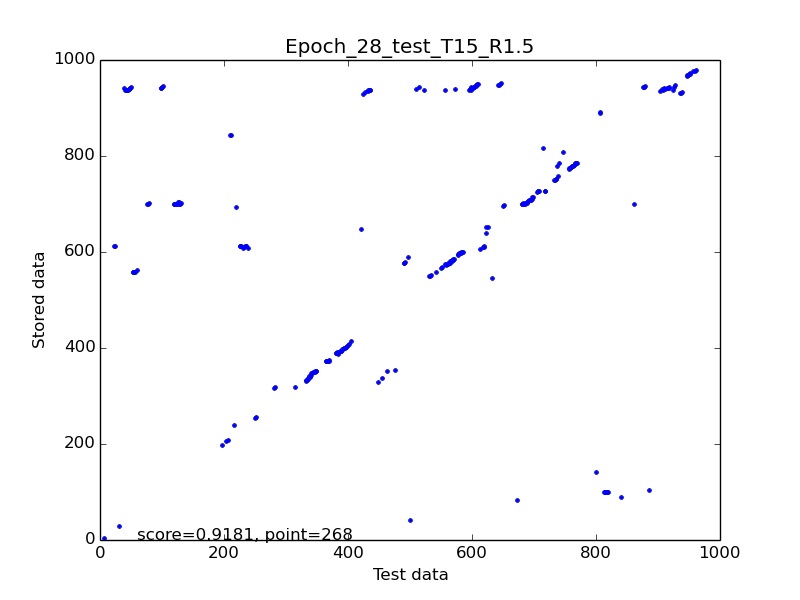 Epoch_28_test_T15_R1.5
1000
800
600
400
200
0
Stored data
score=0.9181, point=268
0 200 400 600 800 1000
Test data